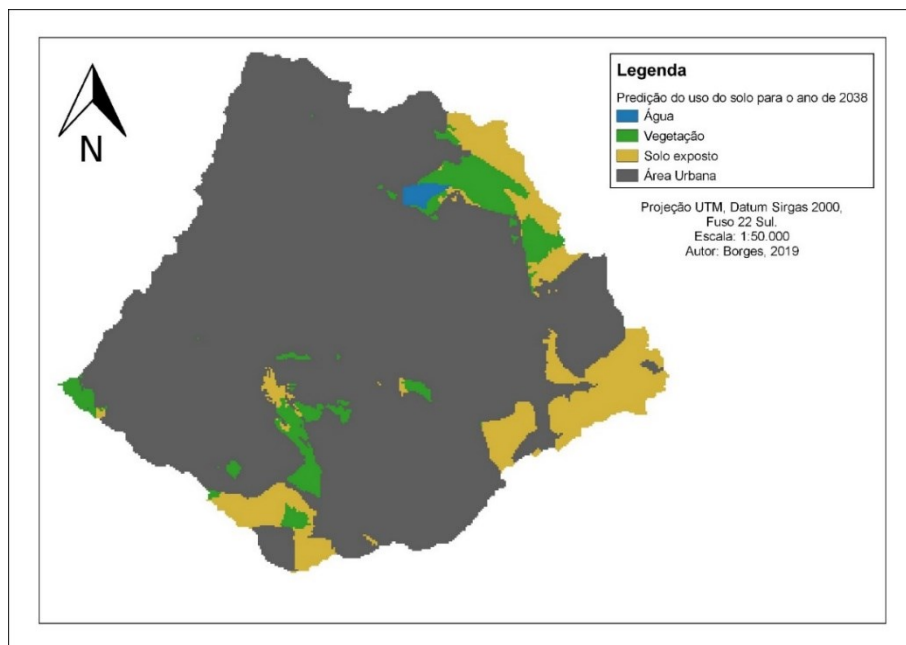 N
Legenda
Predição do uso do solo para o ano de 2038
Água
Vegetação
Solo exposto
Área Urbana
Projeção UTM, Datum Sirgas 2000,
Fuso 22 Sul.
Escala: 1:50.000
Autor: Borges, 2019